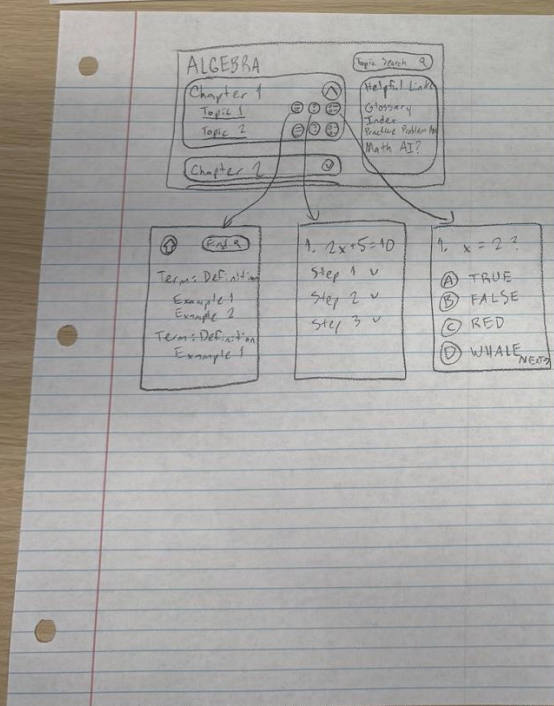 ALGEBRA
Topic Search
Chapter 1
Topic 1
Topic 2
Chapter 2
Helpful Links
Glossary
Index
Practice Problem
Math AI?
Find
Term: Definition
Example 1
Example 2
Term: Definition
Example 1
1. 2x+5=10
Step 1
Step 2
Step 3
1. x = 2?
A TRUE
B FALSE
C RED
D WHALE
NEXT>